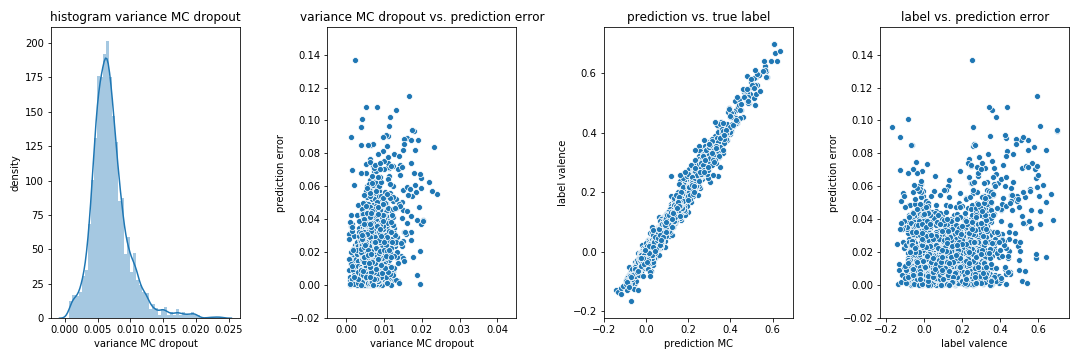 histogram variance MC dropout
density
200
175
150
125
100
75
50
25
0
0.000 0.005 0.010 0.015 0.020 0.025
variance MC dropout
variance MC dropout vs. prediction error
prediction error
0.14
0.12
0.10
0.08
0.06
0.04
0.02
0.00
−0.02
0.00 0.01 0.02 0.03 0.04
variance MC dropout
prediction vs. true label
label valence
0.6
0.4
0.2
0.0
−0.2
−0.2 0.0 0.2 0.4 0.6
prediction MC
label vs. prediction error
prediction error
0.14
0.12
0.10
0.08
0.06
0.04
0.02
0.00
−0.02
−0.2 0.0 0.2 0.4 0.6
label valence